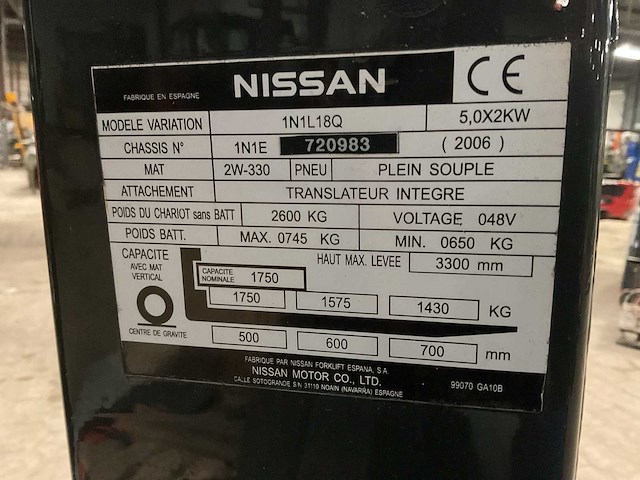 FABRIQUE EN ESPAGNE NISSAN CE
MODELE VARIATION 1N1L18Q 5,0X2KW
CHASSIS N° 1N1E 720983 ( 2006 )
MAT 2W-330 PNEU PLEIN SOUPLE
ATTACHEMENT TRANSLATEUR INTEGRE
POIDS DU CHARIOT sans BATT 2600 KG VOLTAGE 048V
POIDS BATT. MAX. 0745 KG MIN. 0650 KG
CAPACITE
AVEC MAT
VERTICAL
HAUT MAX. LEVEE 3300 mm
CAPACITE
NOMINALE 1750
1750 1575 1430 KG
CENTRE DE GRAVITE
500 600 700 mm
FABRIQUE PAR NISSAN FORKLIFT ESPANA, S.A.
NISSAN MOTOR CO., LTD.
CALLE SOTOGRANDE S/N 31110 NOAIN (NAVARRA) ESPAGNE
99070 GA10B